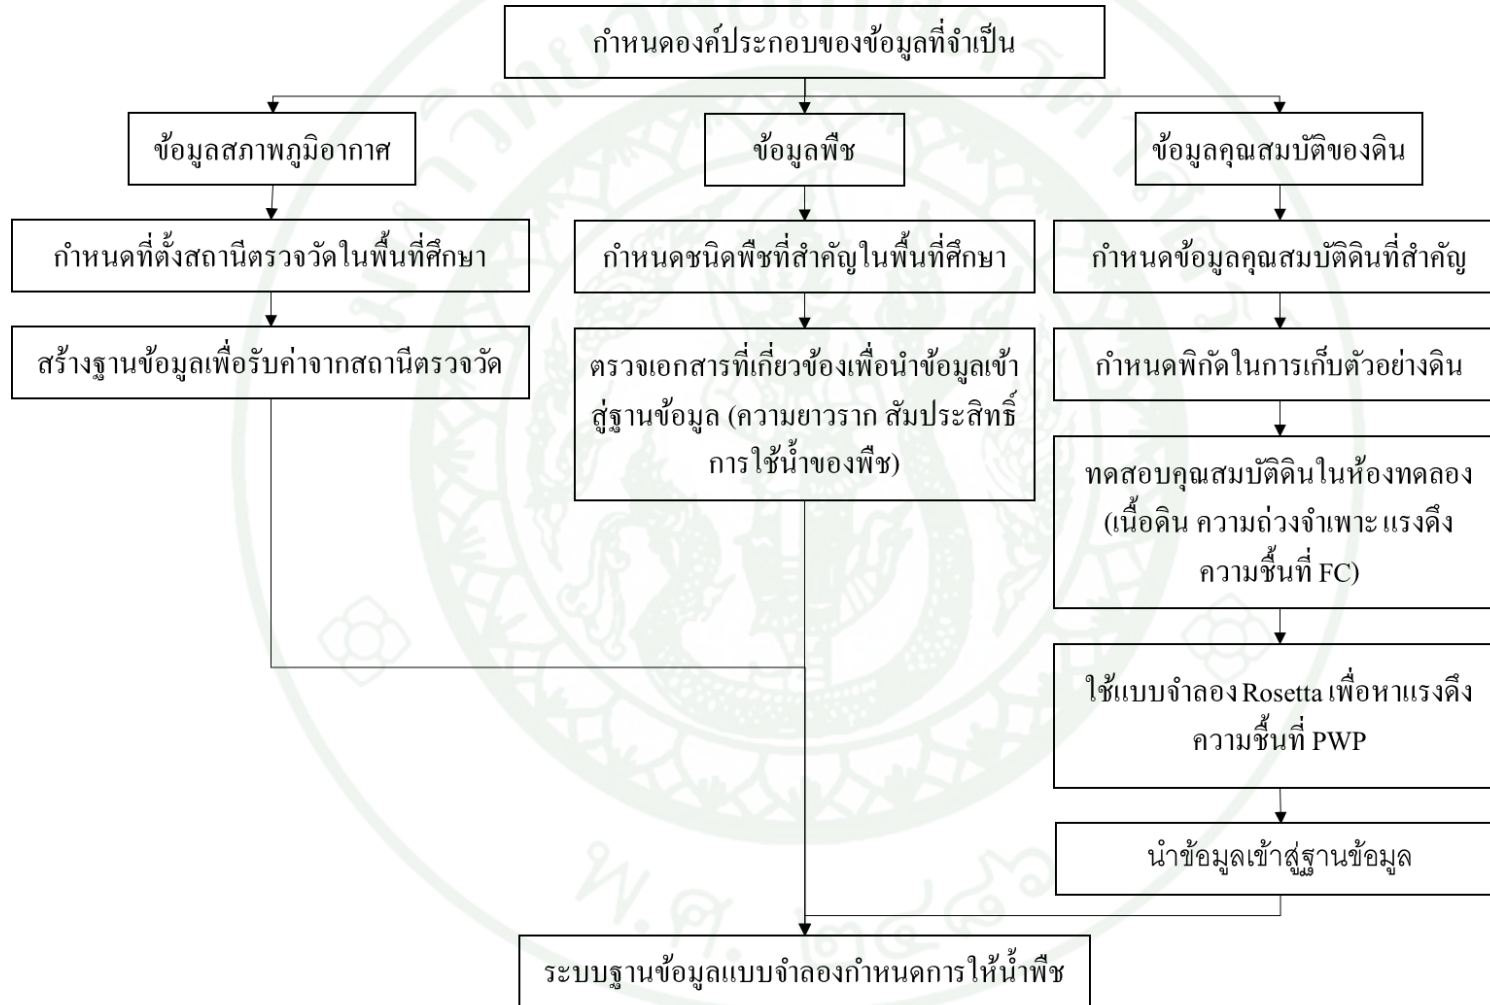 กำหนดองค์ประกอบของข้อมูลที่จำเป็น
ข้อมูลสภาพภูมิอากาศ
ข้อมูลพืช
ข้อมูลคุณสมบัติของดิน
กำหนดที่ตั้งสถานีตรวจวัดในพื้นที่ศึกษา
กำหนดชนิดพืชที่สำคัญในพื้นที่ศึกษา
กำหนดข้อมูลคุณสมบัติดินที่สำคัญ
สร้างฐานข้อมูลเพื่อรับค่าจากสถานีตรวจวัด
ตรวจเอกสารที่เกี่ยวข้องเพื่อนำข้อมูลเข้า
สู่ฐานข้อมูล (ความยาวราก สัมประสิทธิ์
การใช้น้ำของพืช)
กำหนดพิกัดในการเก็บตัวอย่างดิน
ทดสอบคุณสมบัติดินในห้องทดลอง
(เนื้อดิน ความถ่วงจำเพาะ แรงดึง
ความชื้นที่ FC)
ใช้แบบจำลอง Rosetta เพื่อหาแรงดึง
ความชื้นที่ PWP
นำข้อมูลเข้าสู่ฐานข้อมูล
ระบบฐานข้อมูลแบบจำลองกำหนดการให้น้ำพืช
พ.ศ. ๒๔๘๖